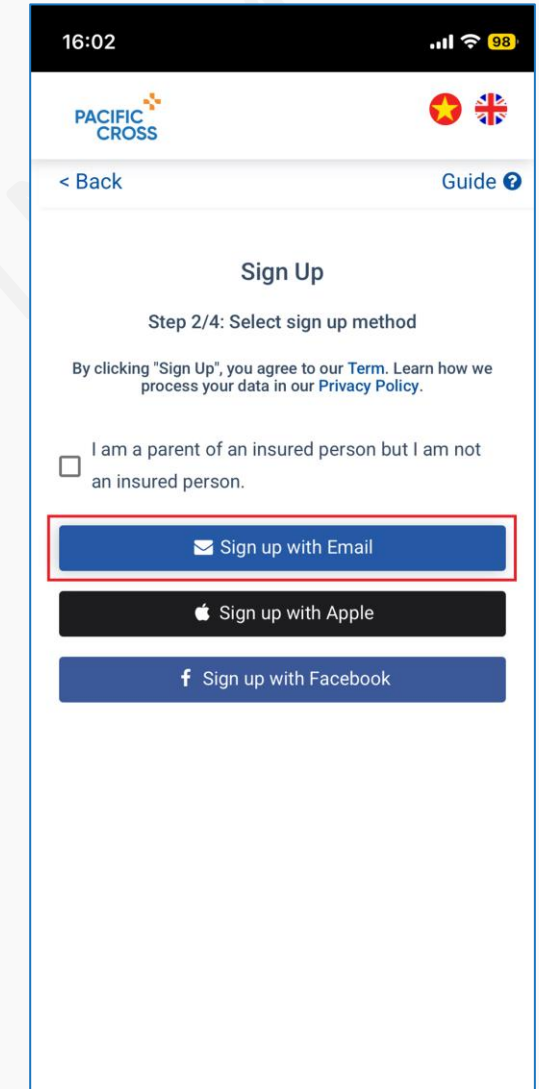 16:02
98
PACIFIC
CROSS
< Back
Guide ?
Sign Up
Step 2/4: Select sign up method
By clicking "Sign Up", you agree to our Term. Learn how we
process your data in our Privacy Policy.
I am a parent of an insured person but I am not
an insured person.
Sign up with Email
Sign up with Apple
f Sign up with Facebook